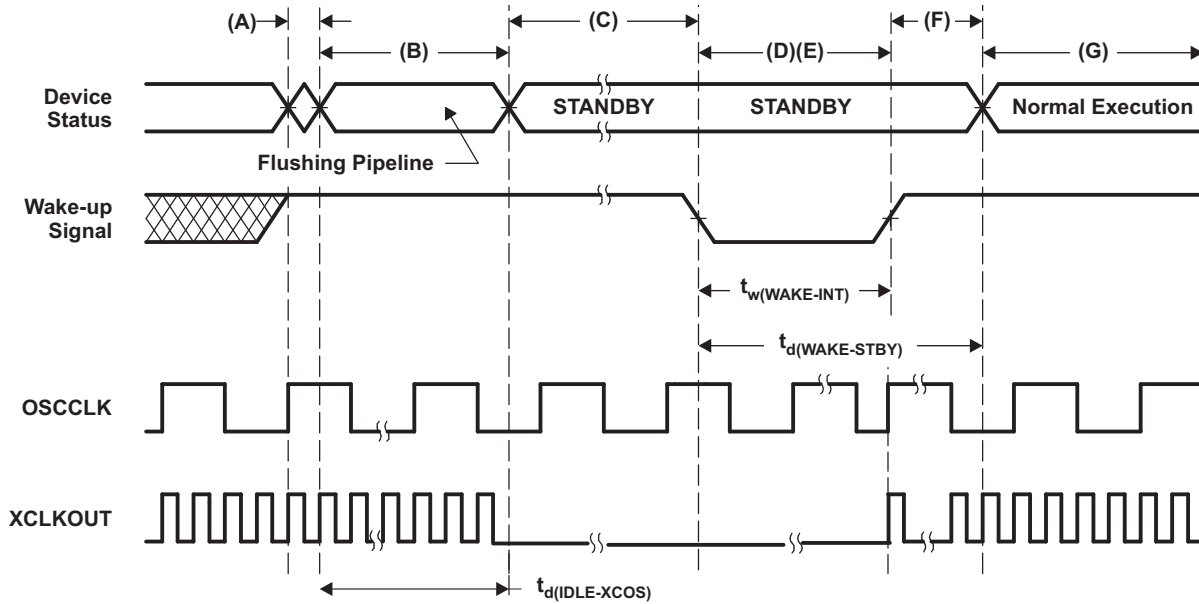 (A)
(C)
(F)
(B)
(D)(E)
(G)
Device
Status
STANDBY
STANDBY
Normal Execution
Flushing Pipeline
Wake-up
Signal
tw(WAKE-INT)
td(WAKE-STBY)
OSCCLK
XCLKOUT
td(IDLE-XCOS)